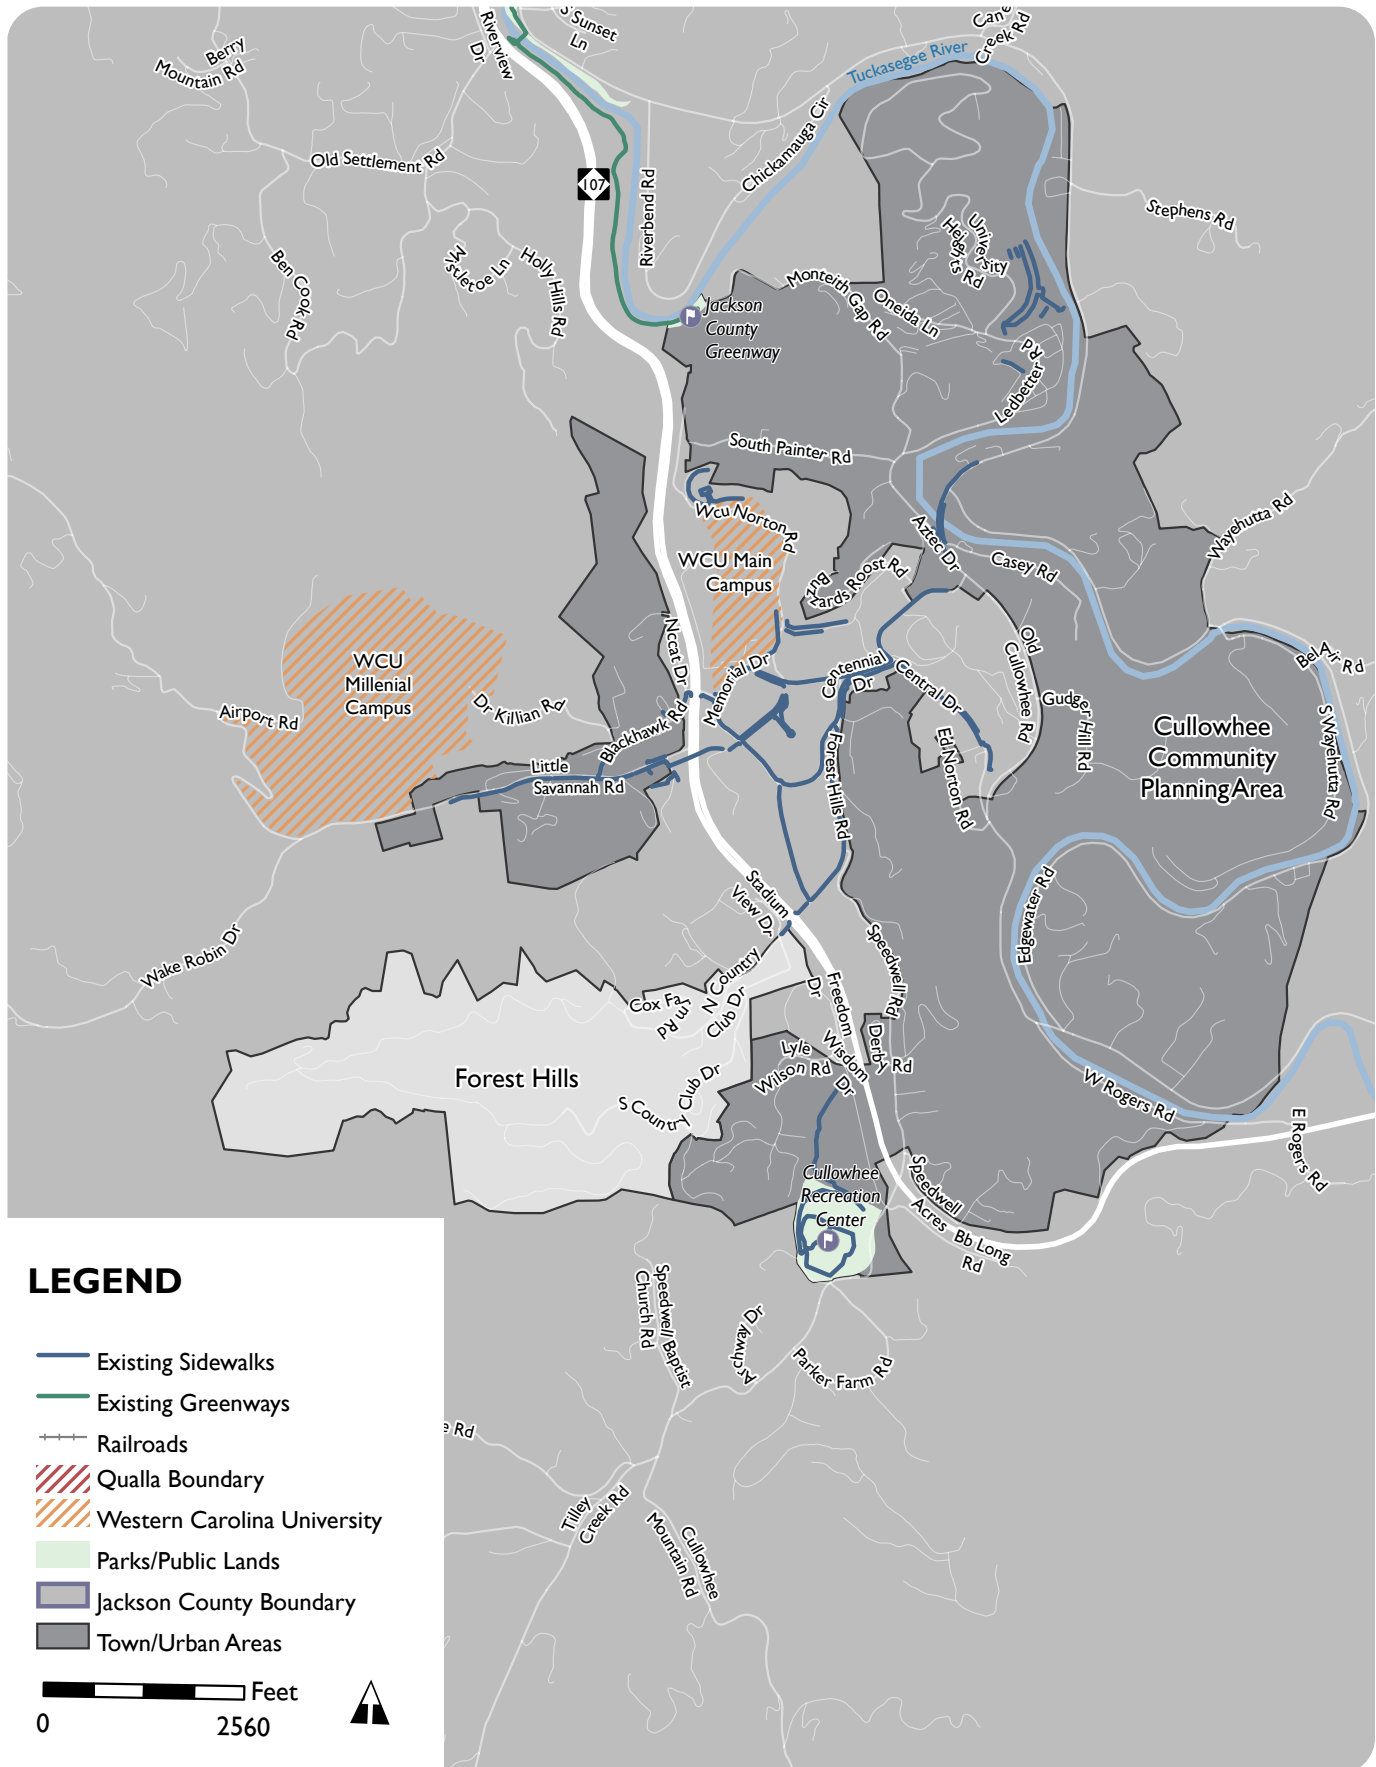 Riverview
Dr
S Sunset
Ln
Cane
Creek Rd
Tuckasegee River
Berry
Mountain Rd
Old Settlement Rd
107
Riverbend Rd
Chickamauga Cir
Stephens Rd
University
Heights Rd
Mistletoe Ln
Holly Hills Rd
Ben Cook Rd
Monteith Gap Rd
Oneida Ln
Jackson
County
Greenway
Ledbetter Rd
South Painter Rd
Wcu Norton Rd
Wayehutta Rd
Aztec Dr
Casey Rd
WCU Main
Campus
Buzzards Roost Rd
Nccat Dr
Memorial Dr
Centennial
Dr
Central Dr
Old
Cullowhee Rd
Gudger Hill Rd
Bel Air Rd
S Wayehutta Rd
WCU
Millenial
Campus
Airport Rd
Dr Killian Rd
Blackhawk Rd
Little
Savannah Rd
Forest Hills Rd
Ed Norton Rd
Cullowhee
Community
Planning Area
Stadium
View Dr
Edgewater Rd
Wake Robin Dr
Speedwell Rd
N Country
Club Dr
Cox Farm Rd
Freedom
Dr
Wisdom
Dr
Derby Rd
Lyle
Wilson Rd
Forest Hills
S Country Club Dr
W Rogers Rd
E Rogers Rd
Cullowhee
Recreation
Center
Speedwell
Acres
Bb Long
Rd
Speedwell Baptist
Church Rd
Archway Dr
Parker Farm Rd
e Rd
Tilley
Creek Rd
Cullowhee
Mountain Rd
LEGEND
Existing Sidewalks
Existing Greenways
Railroads
Qualla Boundary
Western Carolina University
Parks/Public Lands
Jackson County Boundary
Town/Urban Areas
Feet
0
2560